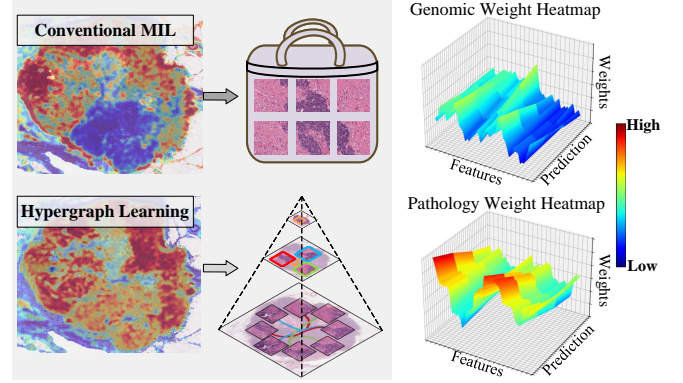 Conventional MIL
Hypergraph Learning
Genomic Weight Heatmap
Weights
Features
Prediction
High
Low
Pathology Weight Heatmap
Weights
Features
Prediction